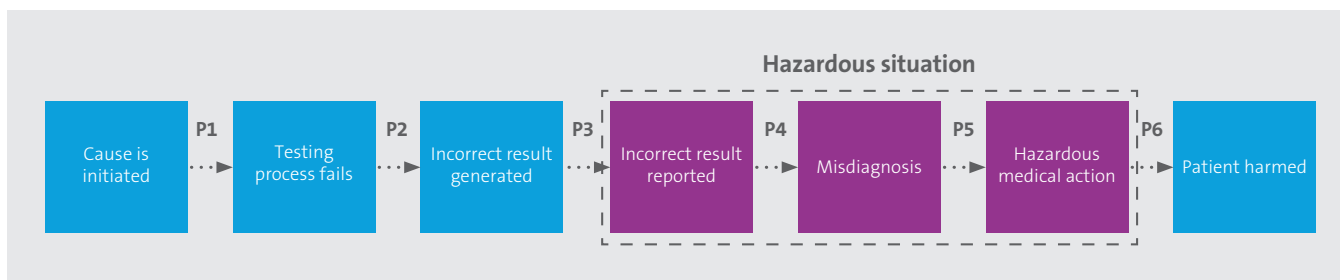 Hazardous situation
P1
P2
P3
P4
P5
P6
Cause is
initiated
Testing
process fails
Incorrect result
generated
Incorrect result
reported
Misdiagnosis
Hazardous
medical action
Patient harmed